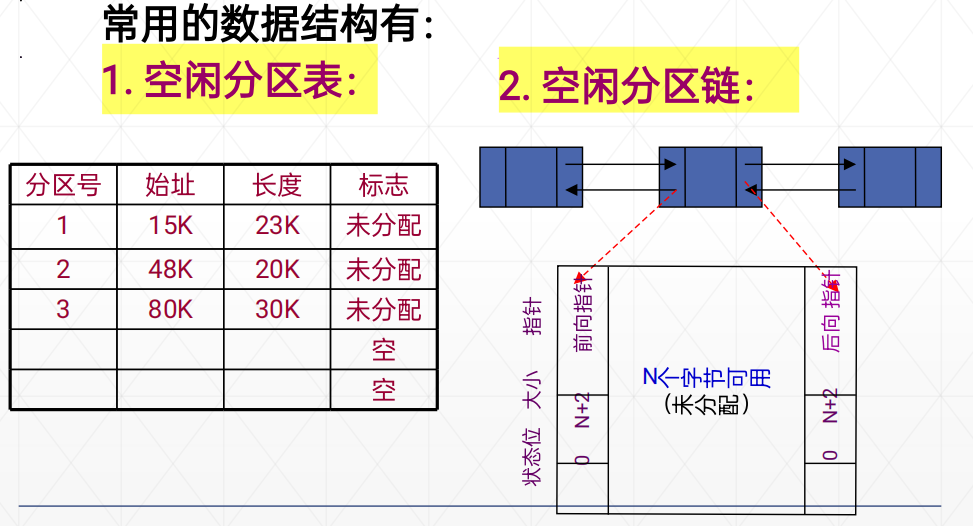 常用的数据结构有：
1. 空闲分区表：
2. 空闲分区链：
分区号 始址 长度 标志
1 15K 23K 未分配
2 48K 20K 未分配
3 80K 30K 未分配
空
空
指针
大小
状态位
前向指针
N+2
0
N个字节可用
（未分配）
后向 指针
N+2
0